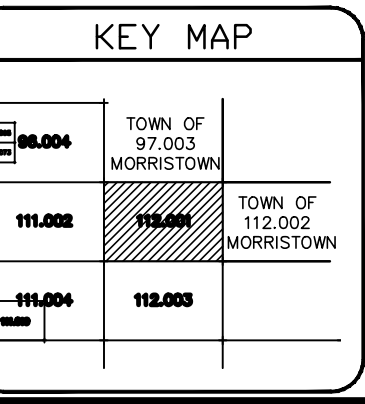 KEY MAP
96.004
TOWN OF
97.003
MORRISTOWN
111.002
112.001
TOWN OF
112.002
MORRISTOWN
111.004
112.003